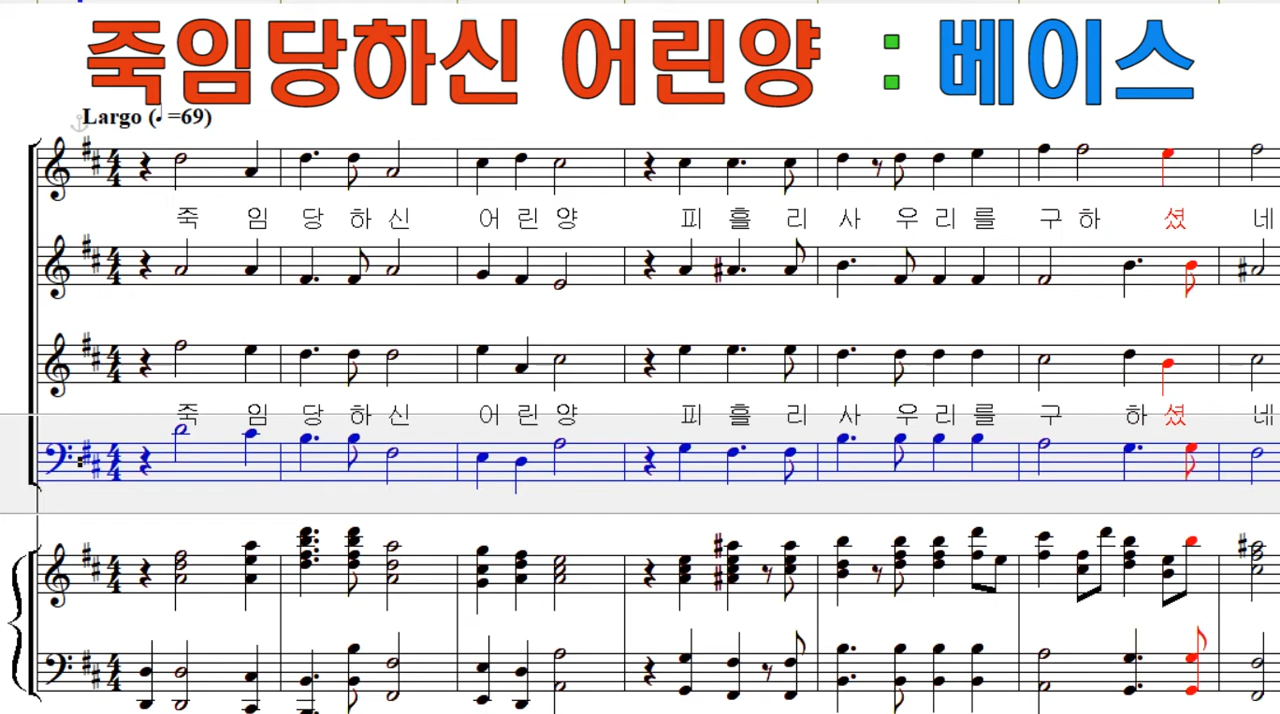 죽임당하신 어린양 : 베이스
Largo (♩ =69)
죽 임 당 하 신 어 린 양 피 흘 리 사 우 리 를 구 하 셨 네
죽 임 당 하 신 어 린 양 피 흘 리 사 우 리 를 구 하 셨 네